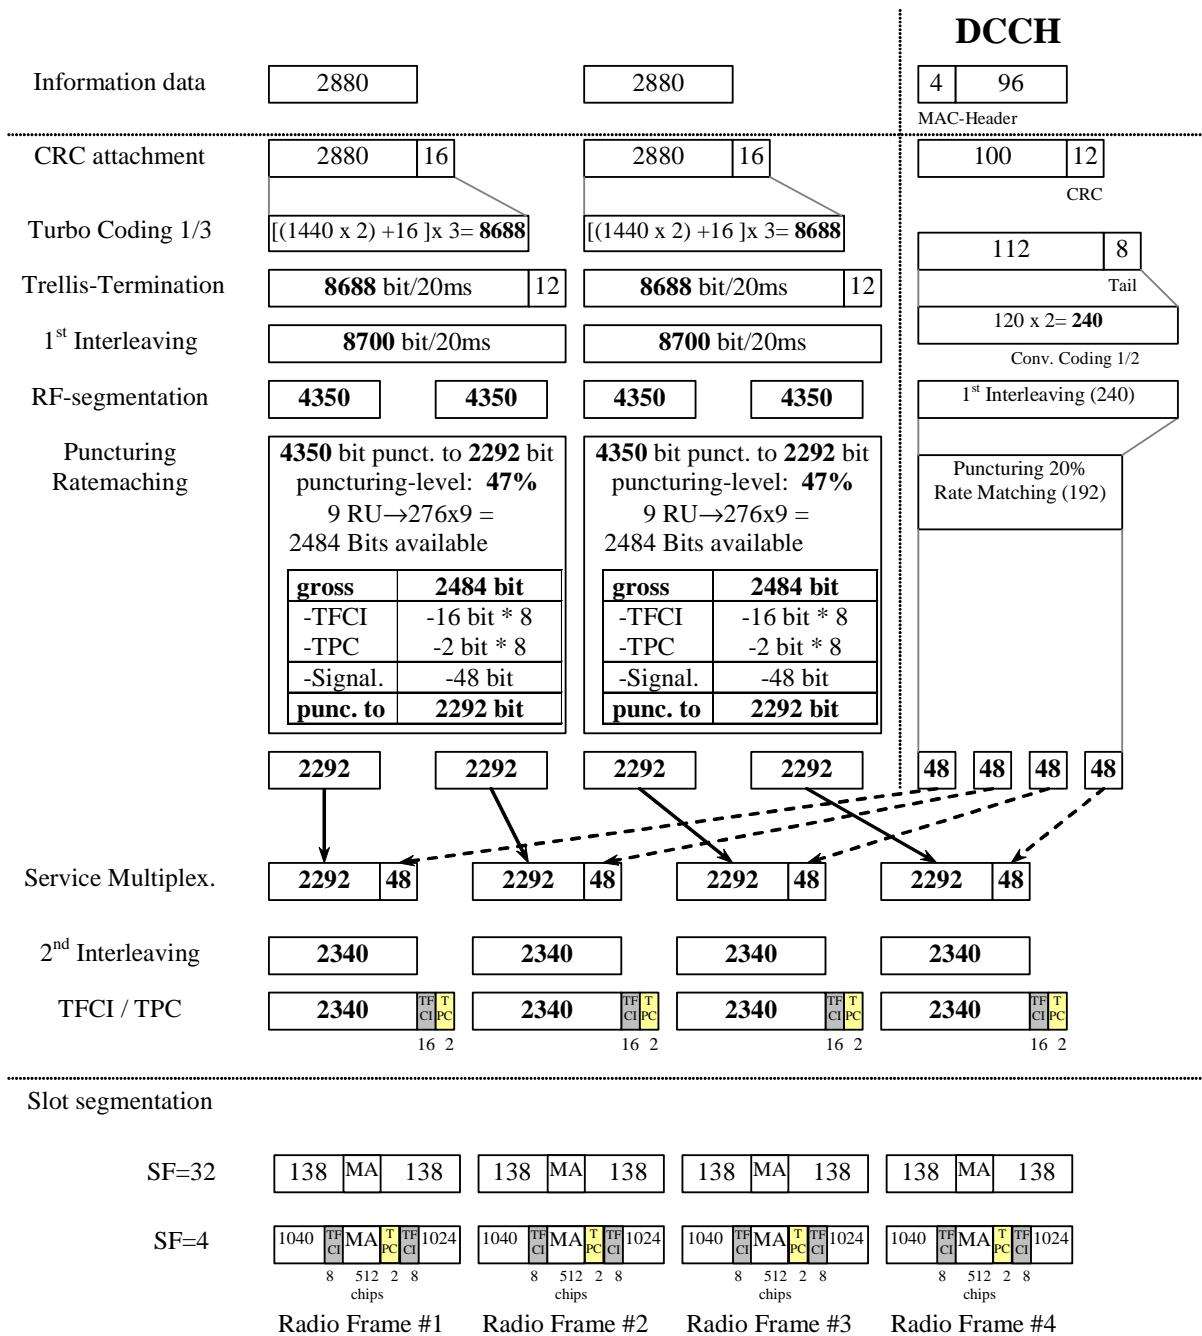 DCCH
Information data 2880 2880 4 96
MAC-Header
CRC attachment 2880 16 2880 16 100 12
CRC
Turbo Coding 1/3 [(1440 x 2) +16 ]x 3= 8688 [(1440 x 2) +16 ]x 3= 8688
112 8
Trellis-Termination 8688 bit/20ms 12 8688 bit/20ms 12
Tail
120 x 2= 240
1st Interleaving 8700 bit/20ms 8700 bit/20ms
Conv. Coding 1/2
RF-segmentation 4350 4350 4350 4350 1st Interleaving (240)
Puncturing
Ratemaching
4350 bit punct. to 2292 bit
puncturing-level: 47%
9 RU→276x9 =
2484 Bits available
gross 2484 bit
-TFCI -16 bit * 8
-TPC -2 bit * 8
-Signal. -48 bit
punc. to 2292 bit
4350 bit punct. to 2292 bit
puncturing-level: 47%
9 RU→276x9 =
2484 Bits available
gross 2484 bit
-TFCI -16 bit * 8
-TPC -2 bit * 8
-Signal. -48 bit
punc. to 2292 bit
Puncturing 20%
Rate Matching (192)
2292 2292 2292 2292 48 48 48 48
Service Multiplex. 2292 48 2292 48 2292 48 2292 48
2nd Interleaving 2340 2340 2340 2340
TFCI / TPC 2340 TF CI T PC 2340 TF CI T PC 2340 TF CI T PC 2340 TF CI T PC
16 2 16 2 16 2 16 2
Slot segmentation
SF=32 138 MA 138 138 MA 138 138 MA 138 138 MA 138
SF=4 1040 TF CI MA T PC TF CI 1024 1040 TF CI MA T PC TF CI 1024 1040 TF CI MA T PC TF CI 1024 1040 TF CI MA T PC TF CI 1024
8 512 2 8 8 512 2 8 8 512 2 8 8 512 2 8
chips chips chips chips
Radio Frame #1 Radio Frame #2 Radio Frame #3 Radio Frame #4